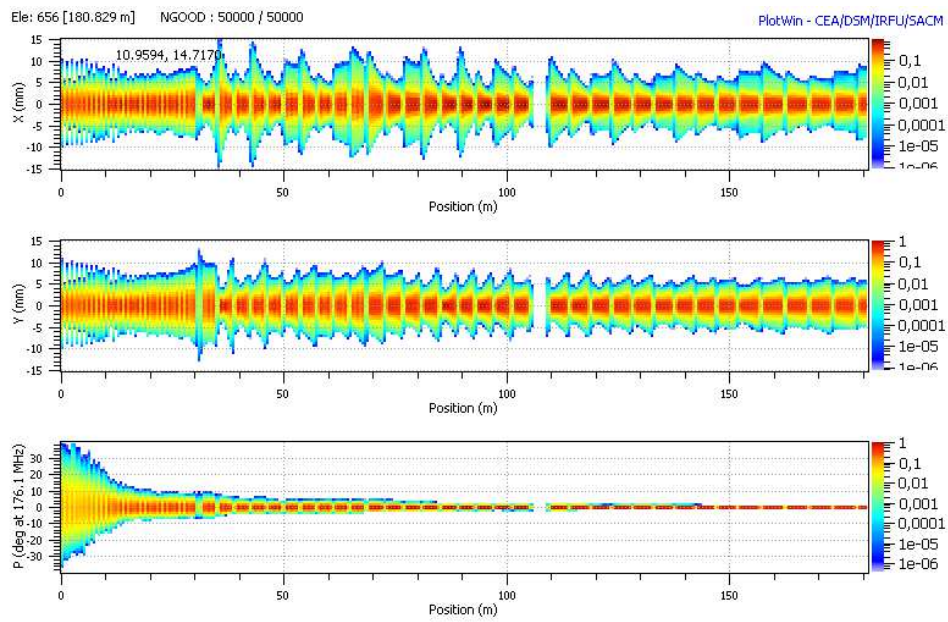 Ele: 656 [180.829 m] NGOOD : 50000 / 50000
PlotWin - CEA/DSM/IRFU/SACM
10.9594, 14.7170
X (mm)
15
10
5
0
-5
-10
-15
0 50 100 150
Position (m)
0,1
0,01
0,001
0,0001
1e-05
1e-06
Y (mm)
15
10
5
0
-5
-10
-15
0 50 100 150
Position (m)
1
0,1
0,01
0,001
0,0001
1e-05
1e-06
P (deg at 176.1 MHz)
30
20
10
0
-10
-20
-30
0 50 100 150
Position (m)
1
0,1
0,01
0,001
0,0001
1e-05
1e-06